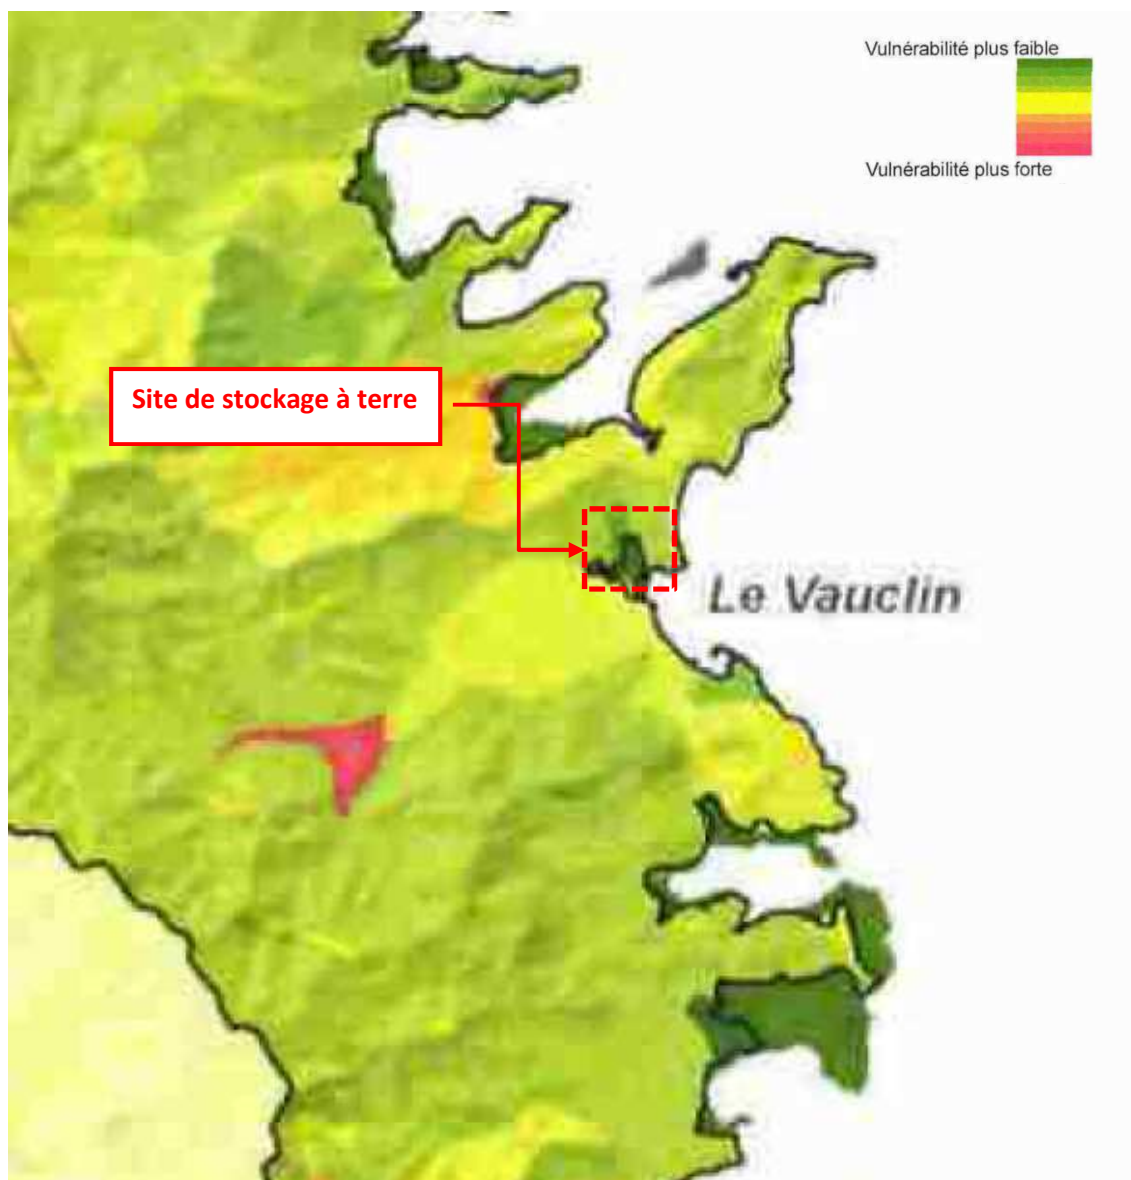 Vulnérabilité plus faible
Vulnérabilité plus forte
Site de stockage à terre
Le Vauclin